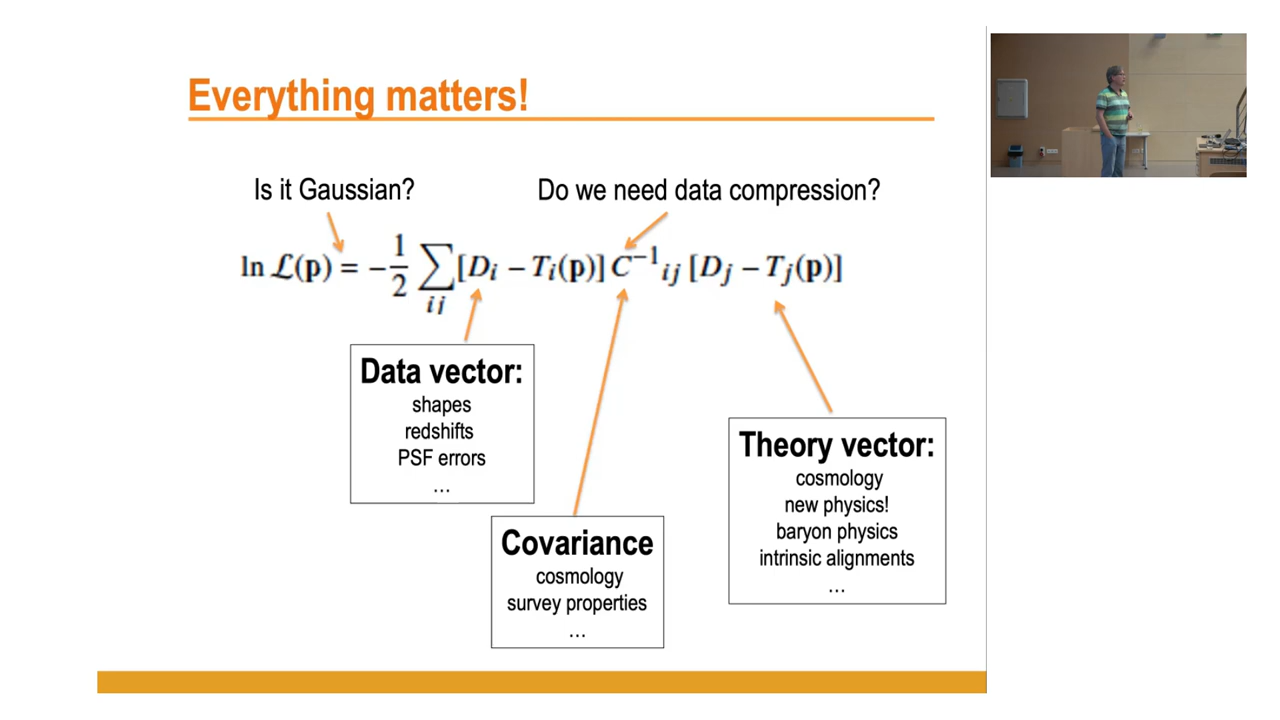 Everything matters!
Is it Gaussian?
Do we need data compression?
ln ℒ(p) = −1/2 ∑ij [Di − Ti(p)] C⁻¹ij [Dj − Tj(p)]
Data vector:
shapes
redshifts
PSF errors
...
Covariance
cosmology
survey properties
...
Theory vector:
cosmology
new physics!
baryon physics
intrinsic alignments
...